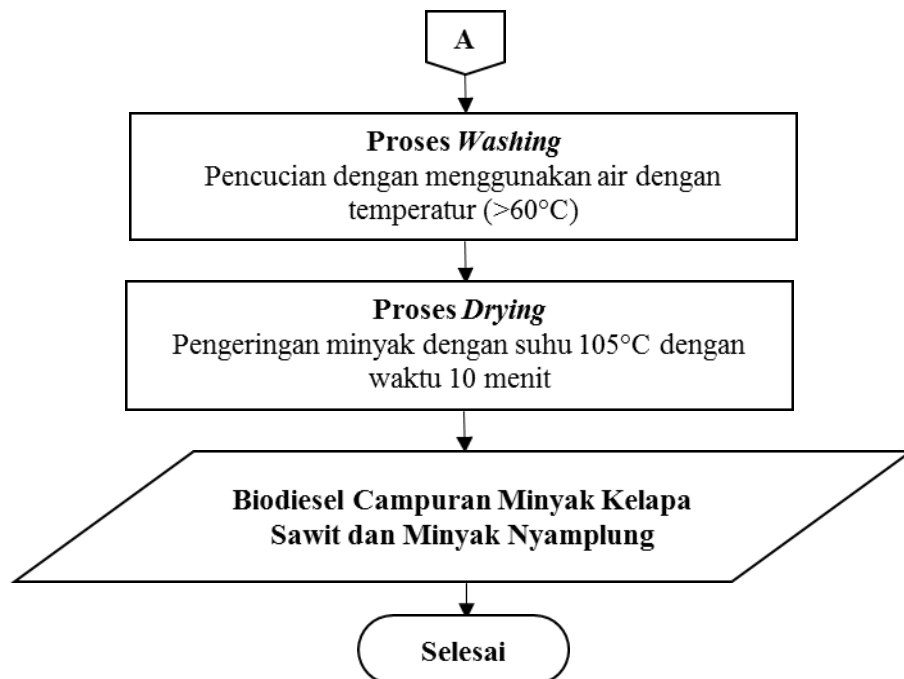 A
Proses Washing
Pencucian dengan menggunakan air dengan
temperatur (>60°C)
Proses Drying
Pengeringan minyak dengan suhu 105°C dengan
waktu 10 menit
Biodiesel Campuran Minyak Kelapa
Sawit dan Minyak Nyamplung
Selesai